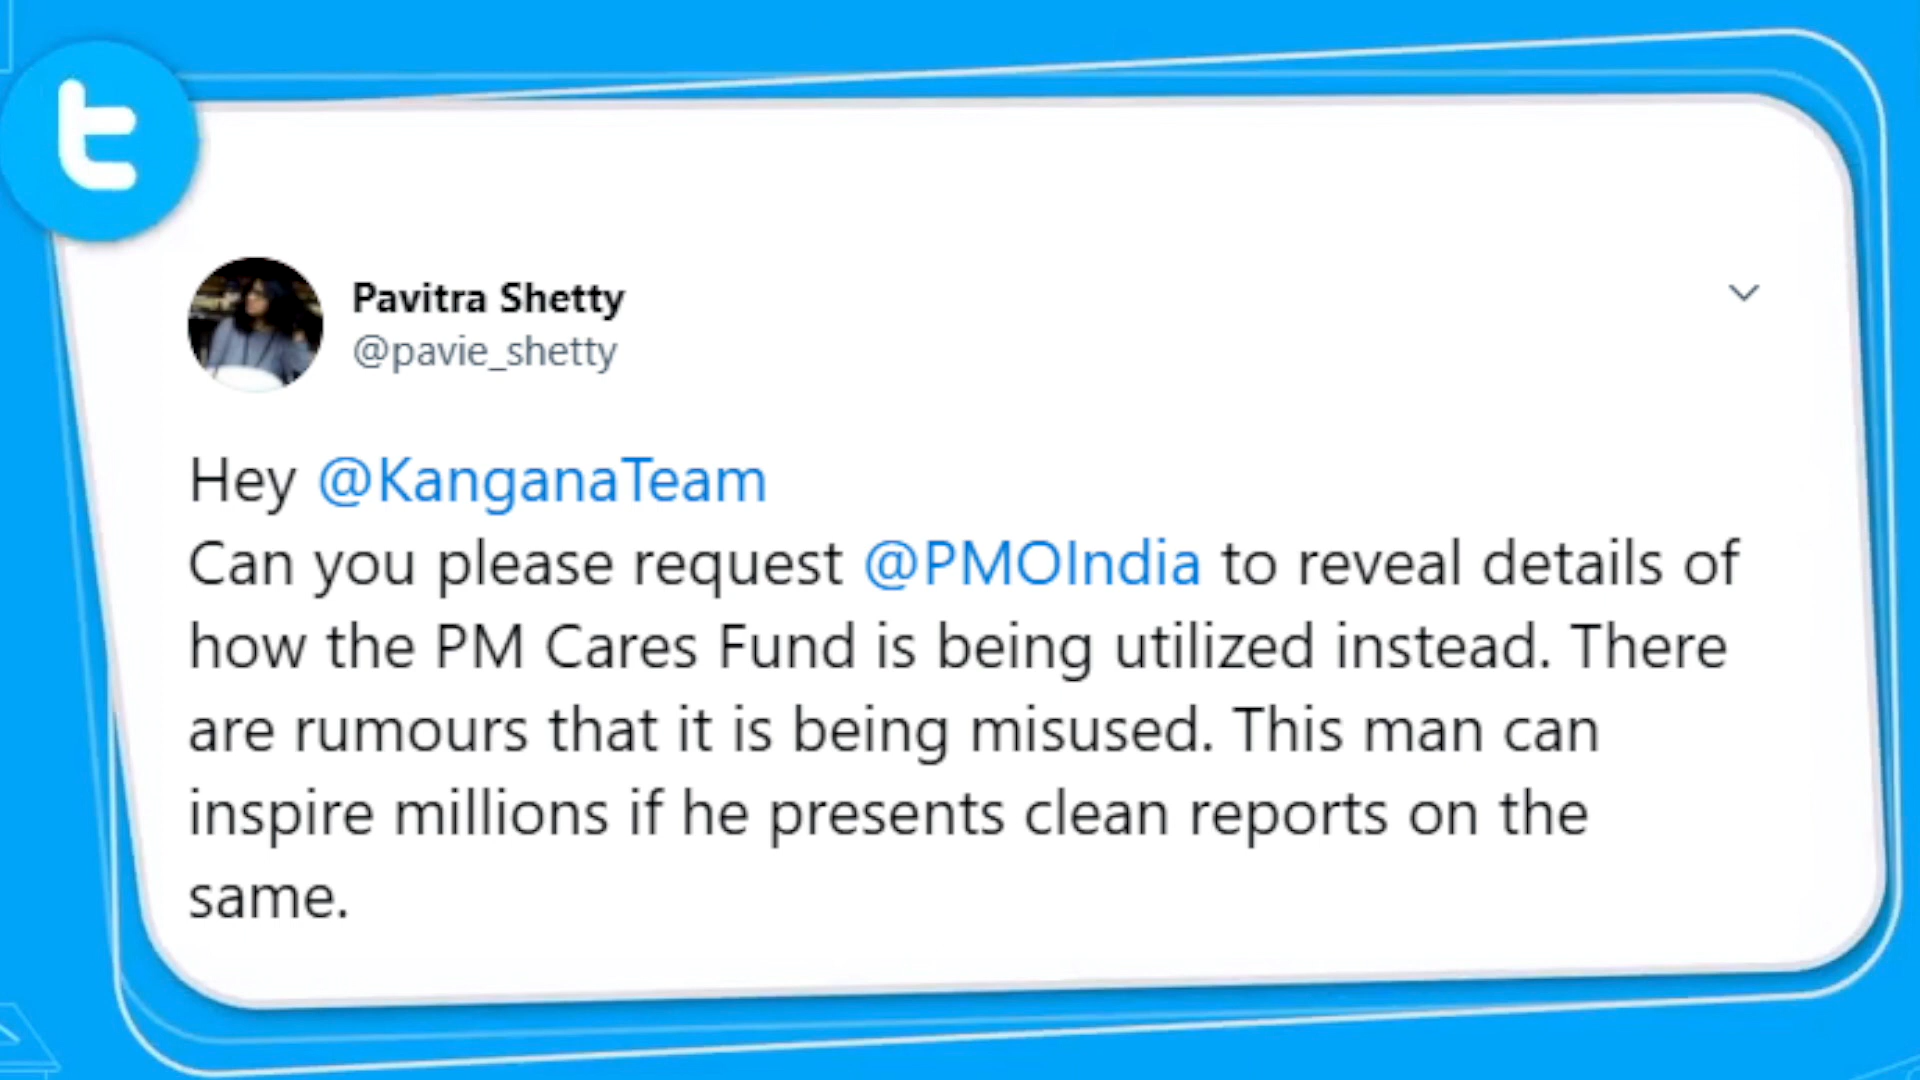 t
Pavitra Shetty
@pavie_shetty
Hey @KanganaTeam
Can you please request @PMOIndia to reveal details of
how the PM Cares Fund is being utilized instead. There
are rumours that it is being misused. This man can
inspire millions if he presents clean reports on the
same.